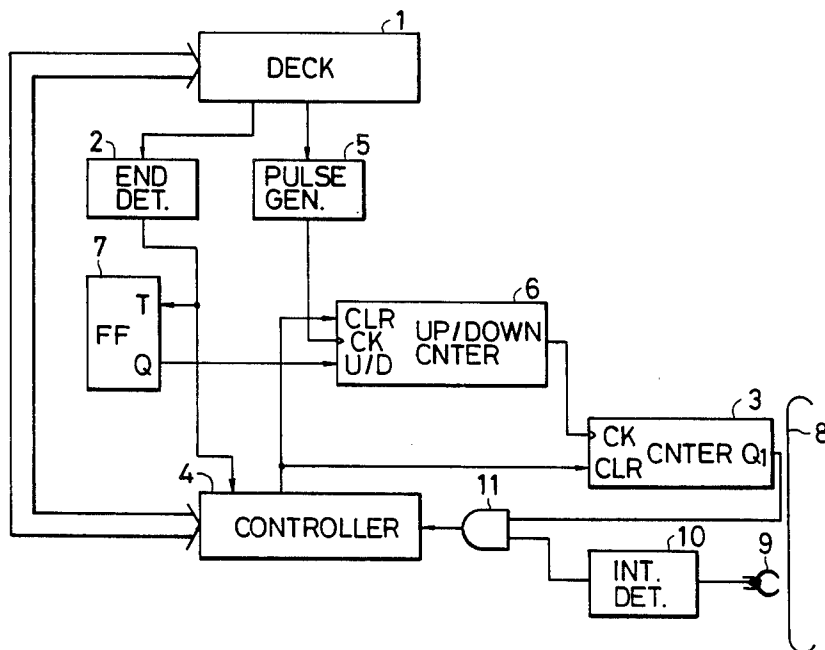 1
DECK
2
5
END
DET.
PULSE
GEN.
7
T
FF
Q
6
CLR
CK
U/D
UP/DOWN
CNTER
3
8
CK
CLR
CNTER Q1
4
CONTROLLER
11
10
9
INT.
DET.